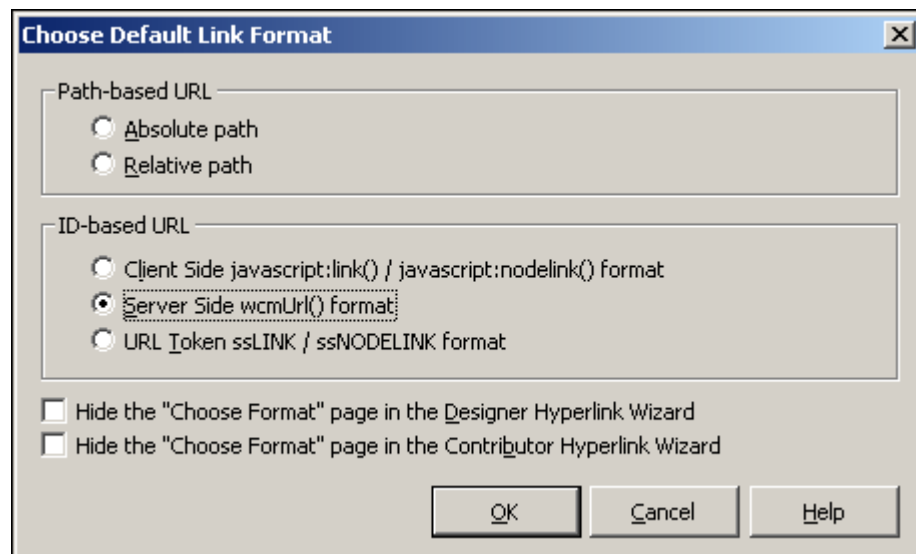 Choose Default Link Format
Path-based URL
Absolute path
Relative path
ID-based URL
Client Side javascript:link() / javascript:nodelink() format
Server Side wcmUrl() format
URL Token ssLINK / ssNODELINK format
Hide the "Choose Format" page in the Designer Hyperlink Wizard
Hide the "Choose Format" page in the Contributor Hyperlink Wizard
OK Cancel Help